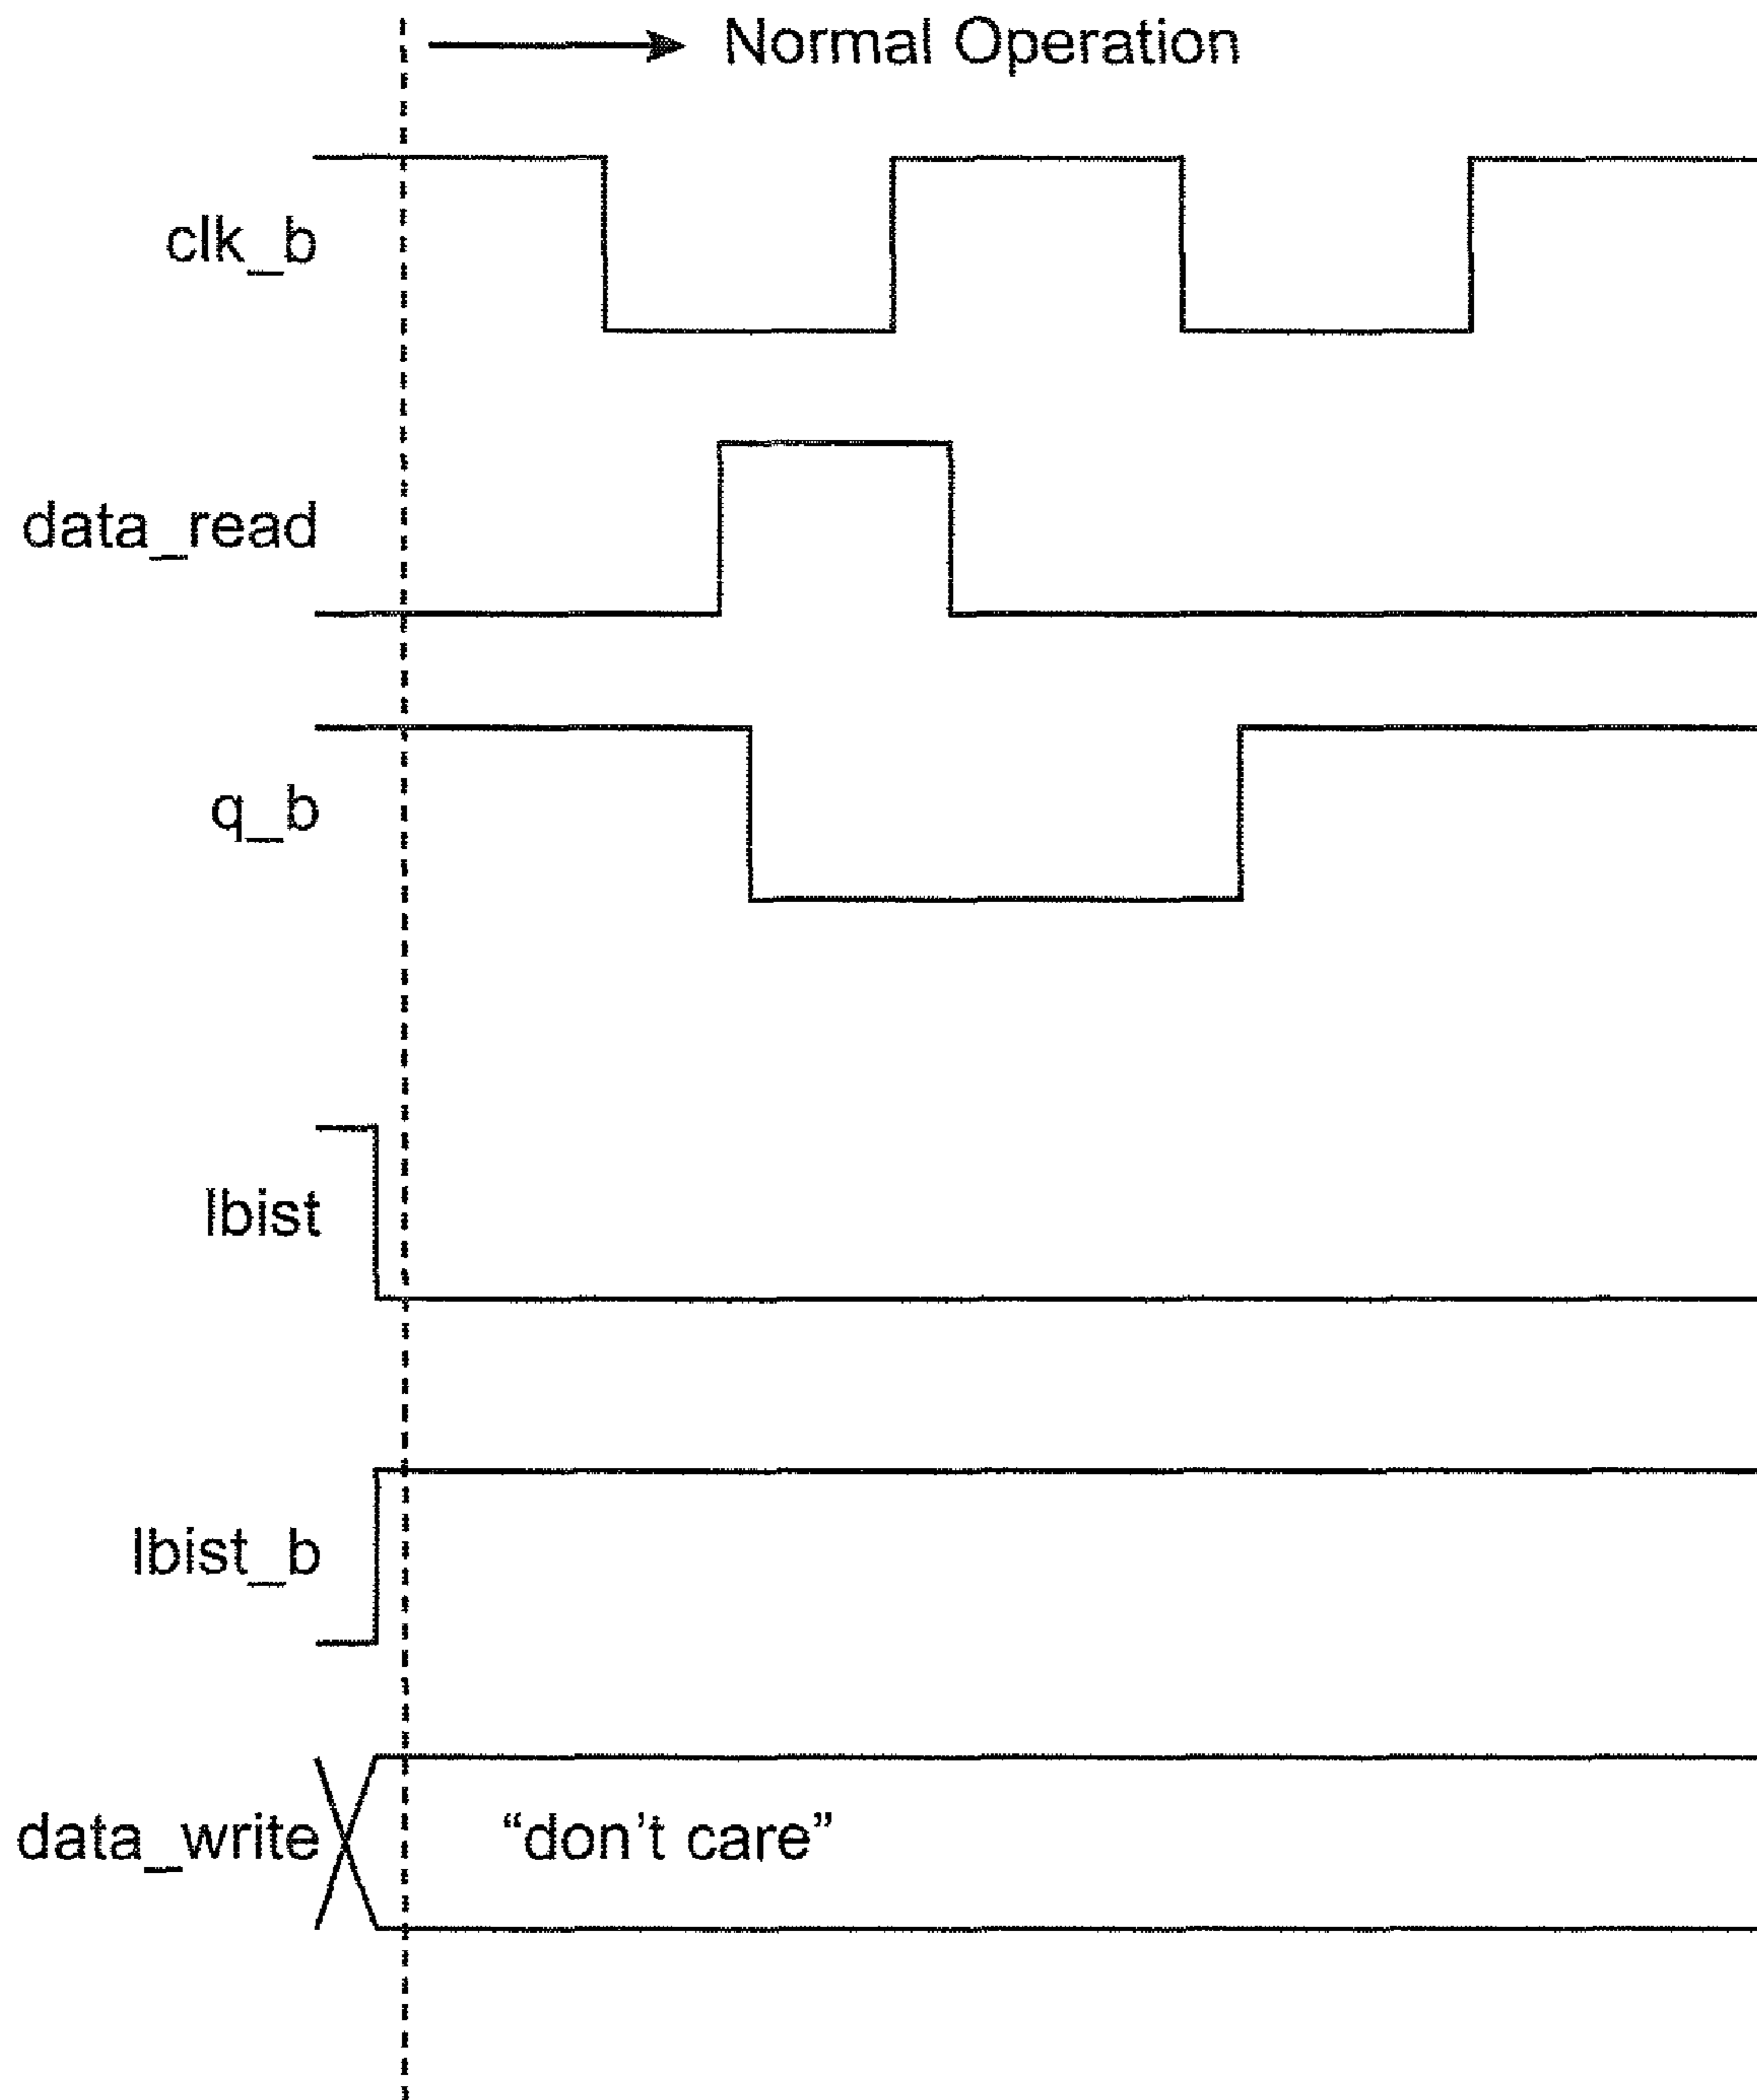 Normal Operation
clk_b
data_read
q_b
lbist
lbist_b
data_write
“don’t care”